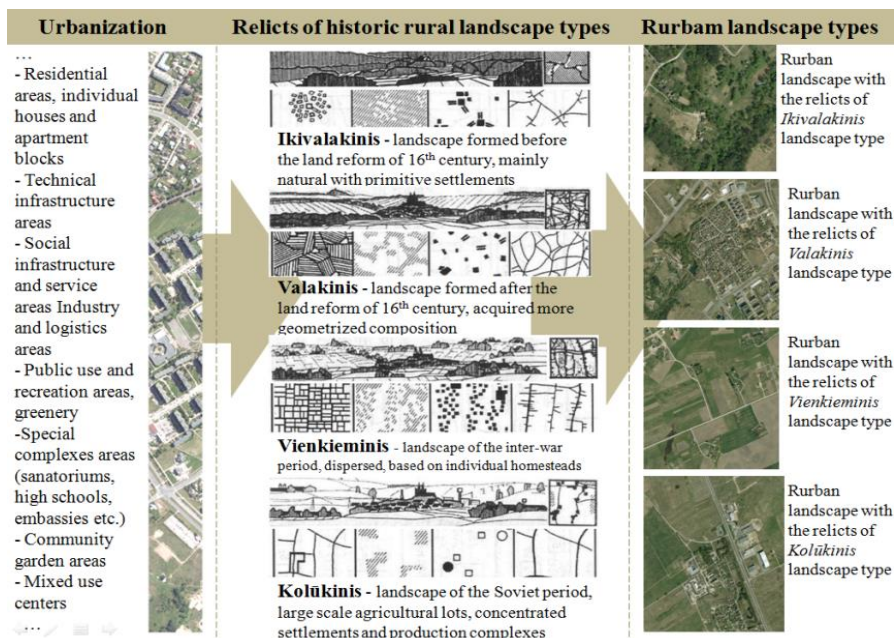 Urbanization
...
- Residential
areas, individual
houses and
apartment
blocks
- Technical
infrastructure
areas
- Social
infrastructure
and service
areas Industry
and logistics
areas
- Public use and
recreation areas,
greenery
-Special
complexes areas
(sanatoriums,
high schools,
embassies etc.)
- Community
garden areas
- Mixed use
centers
...
Relicts of historic rural landscape types
Ikivalakinis - landscape formed before
the land reform of 16th century, mainly
natural with primitive settlements
Valakinis - landscape formed after the
land reform of 16th century, acquired more
geometrized composition
Vienkieminis - landscape of the inter-war
period, dispersed, based on individual homesteads
Kolūkinis - landscape of the Soviet period,
large scale agricultural lots, concentrated
settlements and production complexes
Rurbam landscape types
Rurban
landscape with
the relicts of
Ikivalakinis
landscape type
Rurban
landscape with
the relicts of
Valakinis
landscape type
Rurban
landscape with
the relicts of
Vienkieminis
landscape type
Rurban
landscape with
the relicts of
Kolūkinis
landscape type